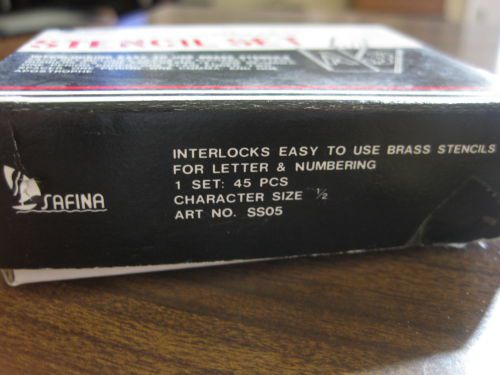 STENCIL SET
INTERLOCKS EASY TO USE BRASS STENCILS
FOR LETTER & NUMBERING
1 SET: 45 PCS
CHARACTER SIZE ½
ART NO. SS05
SAFINA